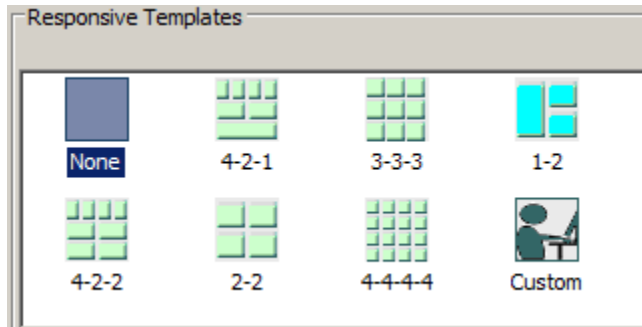 Responsive Templates
None
4-2-1
3-3-3
1-2
4-2-2
2-2
4-4-4-4
Custom